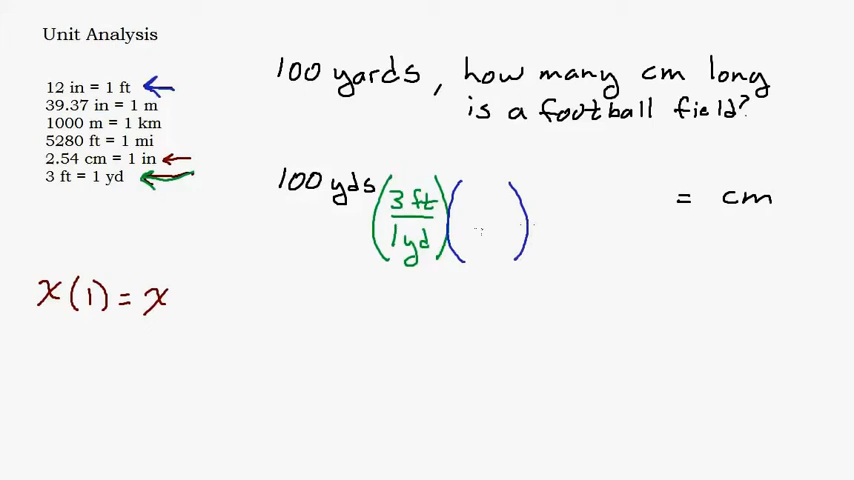 Unit Analysis
12 in = 1 ft
39.37 in = 1 m
1000 m = 1 km
5280 ft = 1 mi
2.54 cm = 1 in
3 ft = 1 yd
100 yards, how many cm long
is a football field?
100 yds (3 ft / 1 yd) ( ) = cm
x(1) = x